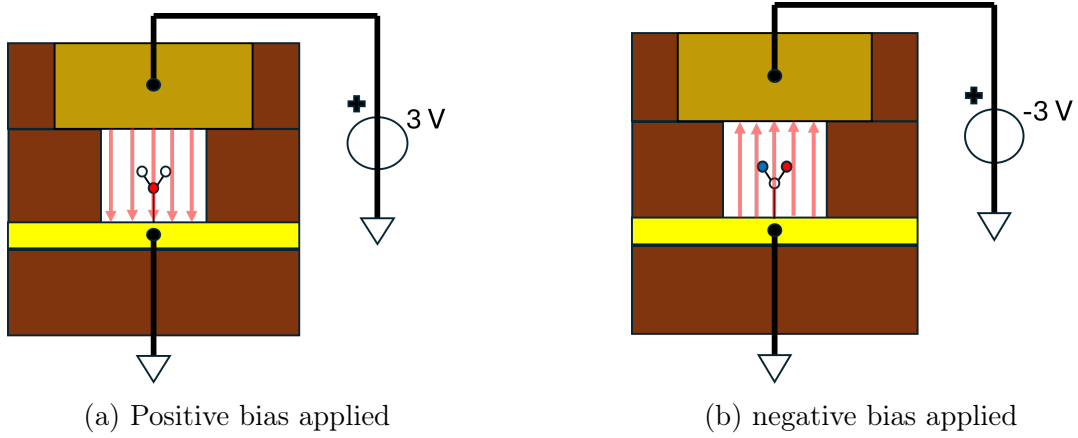 3 V
-3 V
(a) Positive bias applied
(b) negative bias applied